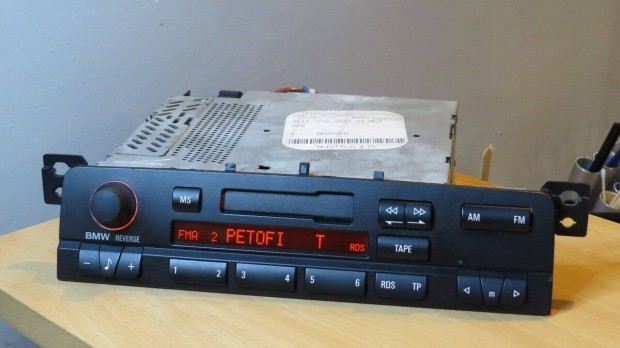 MS
AM FM
FMA 2 PETOFI T RDS
TAPE
BMW REVERSE
- ♪ +
1 2 3 4 5 6 RDS TP
m